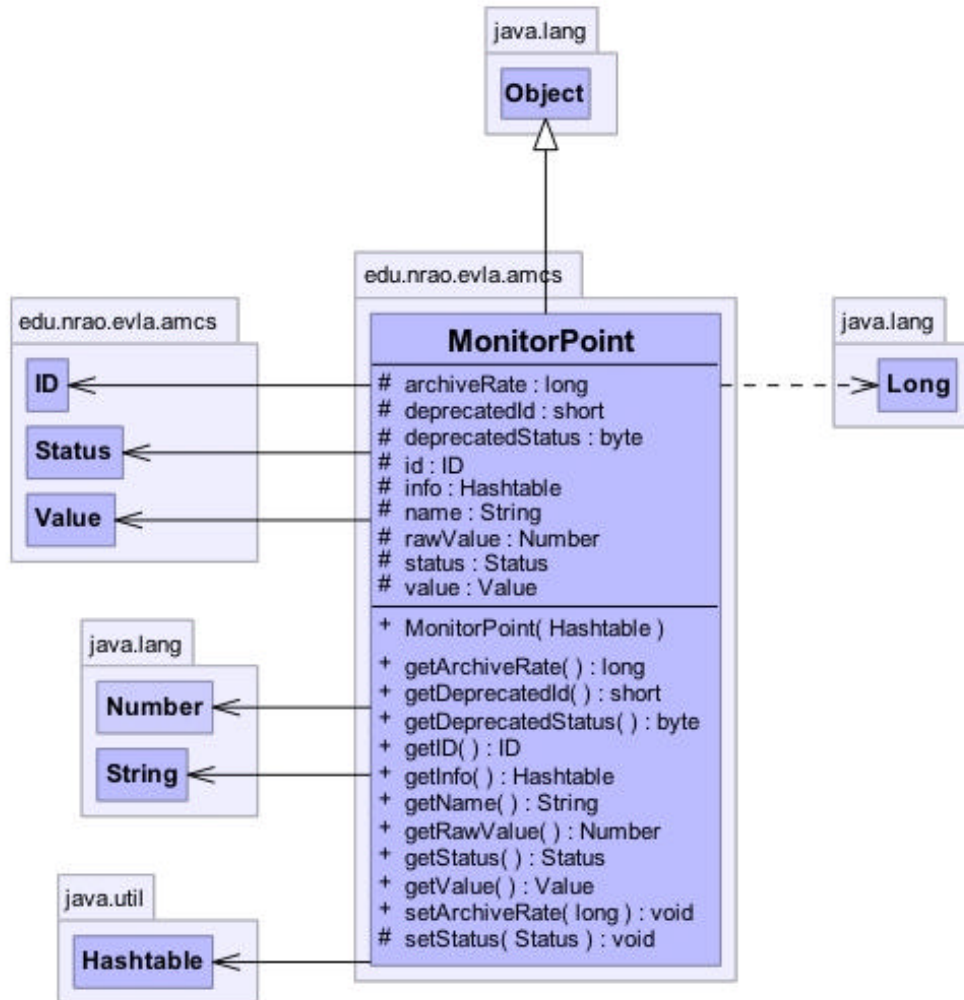 java.lang
Object
edu.nrao.evla.amcs
MonitorPoint
# archiveRate : long
# deprecatedId : short
# deprecatedStatus : byte
# id : ID
# info : Hashtable
# name : String
# rawValue : Number
# status : Status
# value : Value
+ MonitorPoint( Hashtable )
+ getArchiveRate( ) : long
+ getDeprecatedId( ) : short
+ getDeprecatedStatus( ) : byte
+ getID( ) : ID
+ getInfo( ) : Hashtable
+ getName( ) : String
+ getRawValue( ) : Number
+ getStatus( ) : Status
+ getValue( ) : Value
+ setArchiveRate( long ) : void
# setStatus( Status ) : void
edu.nrao.evla.amcs
ID
Status
Value
java.lang
Number
String
java.util
Hashtable
java.lang
Long